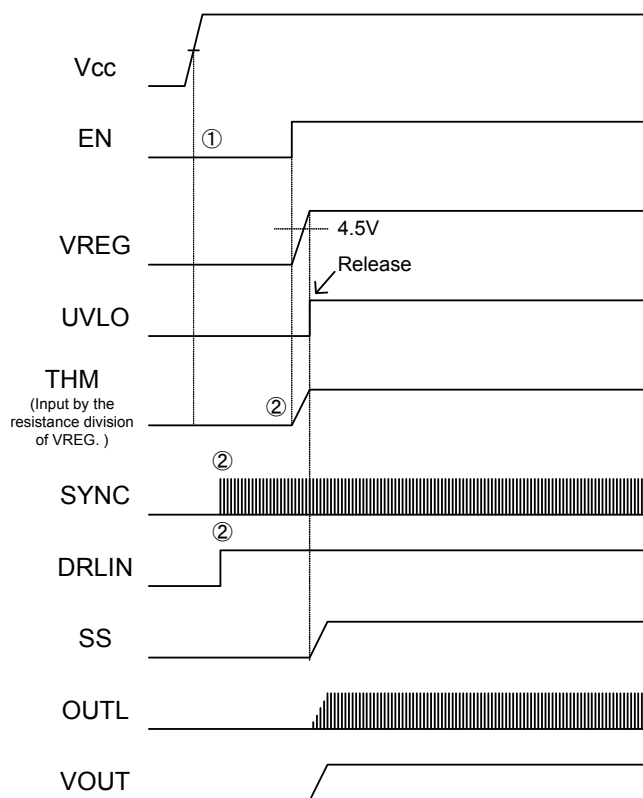 Vcc
EN
①
VREG
4.5V
Release
UVLO
THM
(Input by the
resistance division
of VREG. )
②
②
SYNC
②
DRLIN
SS
OUTL
VOUT